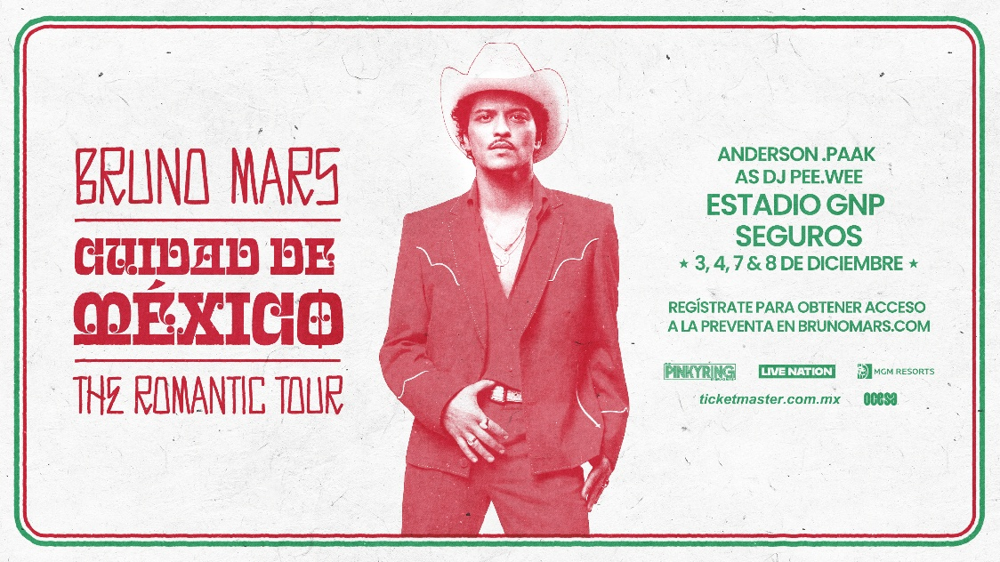 BRUNO MARS
CUIDAD DE
MÉXICO
THE ROMANTIC TOUR
ANDERSON .PAAK
AS DJ PEE.WEE
ESTADIO GNP
SEGUROS
★ 3, 4, 7 & 8 DE DICIEMBRE ★
REGÍSTRATE PARA OBTENER ACCESO
A LA PREVENTA EN BRUNOMARS.COM
PINKYRING LIVE NATION MGM RESORTS
ticketmaster.com.mx ocesa